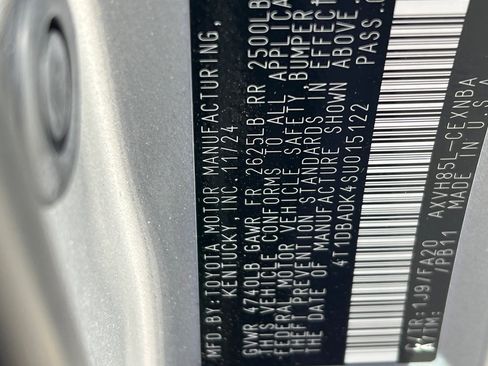 MFD. BY: TOYOTA MOTOR MANUFACTURING,
KENTUCKY, INC. 11/24
GVWR 4740LB GAWR FR 2625LB RR 2500LB
THIS VEHICLE CONFORMS TO ALL APPLICA
FEDERAL MOTOR VEHICLE SAFETY, BUMPER
THEFT PREVENTION STANDARDS IN EFFECT
THE DATE OF MANUFACTURE SHOWN ABOVE.
4T1DBADK4SU015122 PASS.
C/TR: 1J9/FA20 AXVH85L-CEXNBA
A/TM: /PB11 MADE IN U.S.A